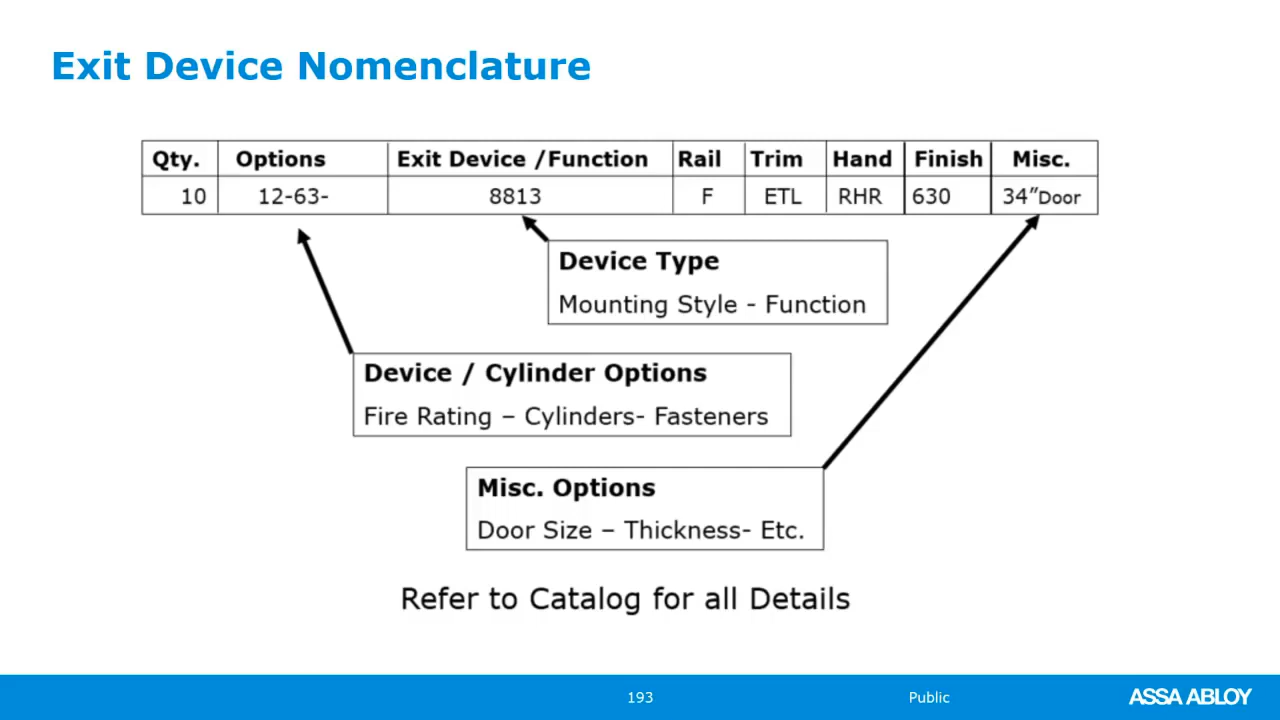 Exit Device Nomenclature
Qty. Options Exit Device /Function Rail Trim Hand Finish Misc.
10 12-63- 8813 F ETL RHR 630 34”Door
Device Type
Mounting Style - Function
Device / Cylinder Options
Fire Rating – Cylinders- Fasteners
Misc. Options
Door Size – Thickness- Etc.
Refer to Catalog for all Details
193 Public ASSA ABLOY